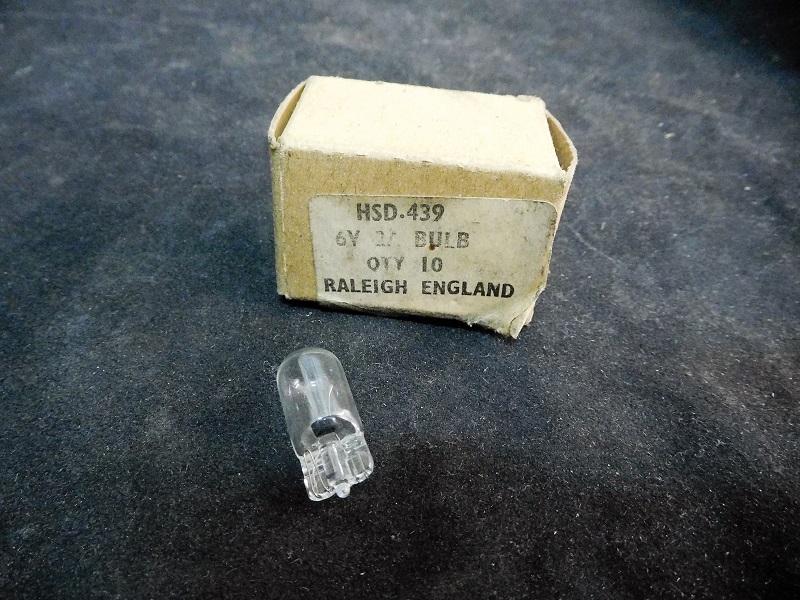 HSD.439
6V BULB
QTY 10
RALEIGH ENGLAND